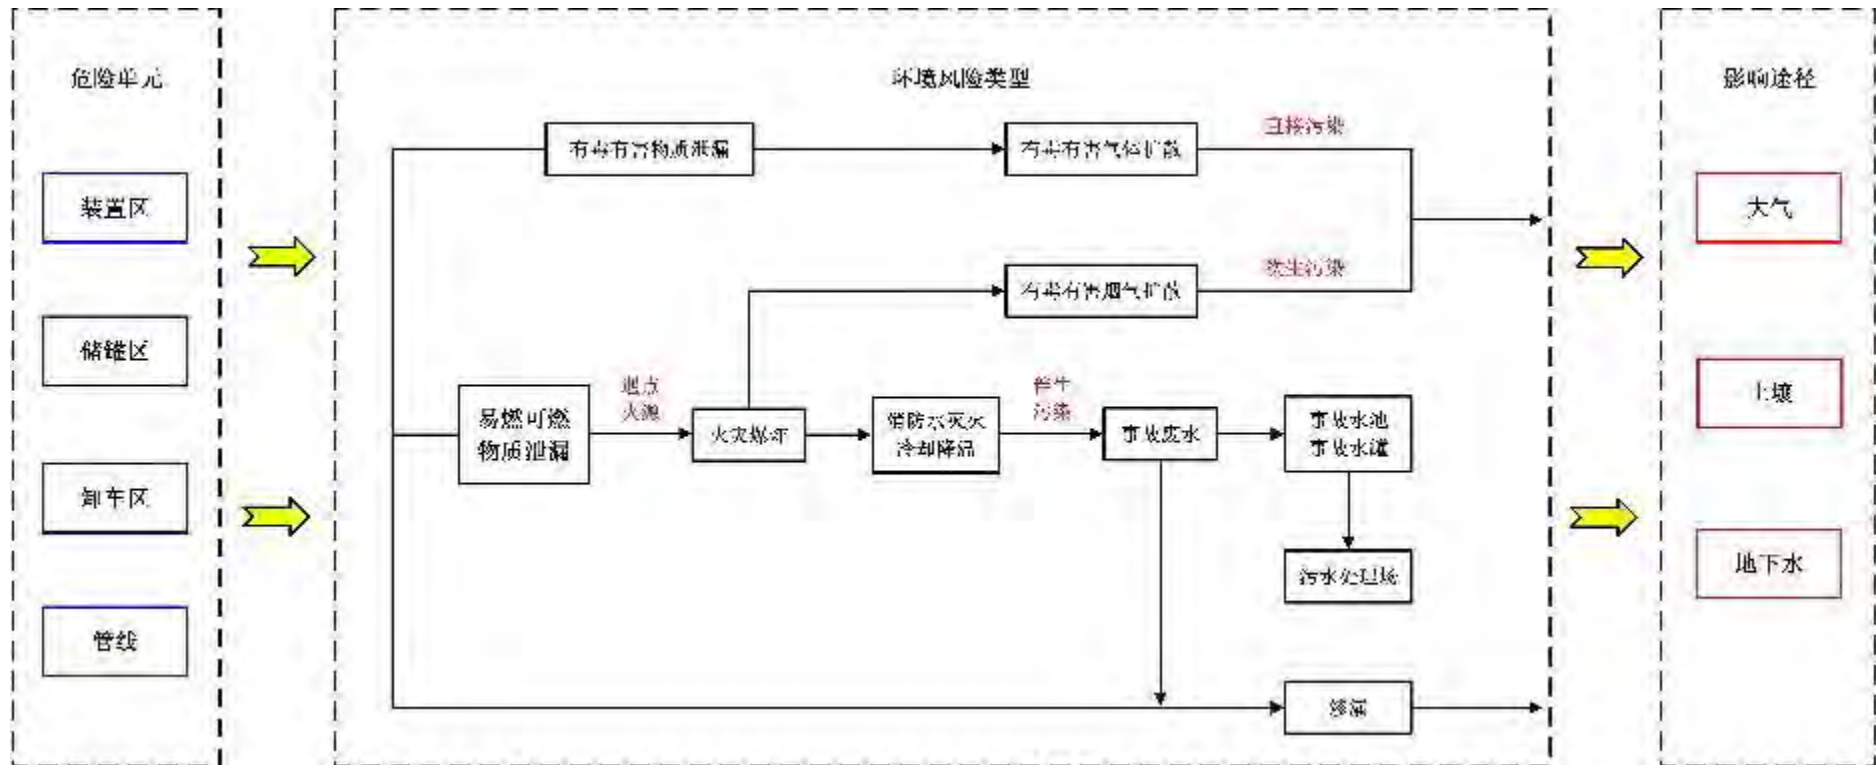 危险单元
装置区
储罐区
卸车区
管线
环境风险类型
有毒有害物质泄漏
有毒有害气体扩散
直接污染
有毒有害烟气扩散
次生污染
易燃可燃
物质泄漏
遇点
火源
火灾爆炸
消防水灭火
冷却降温
伴生
污染
事故废水
事故水池
事故水罐
污水处理场
渗漏
影响途径
大气
土壤
地下水